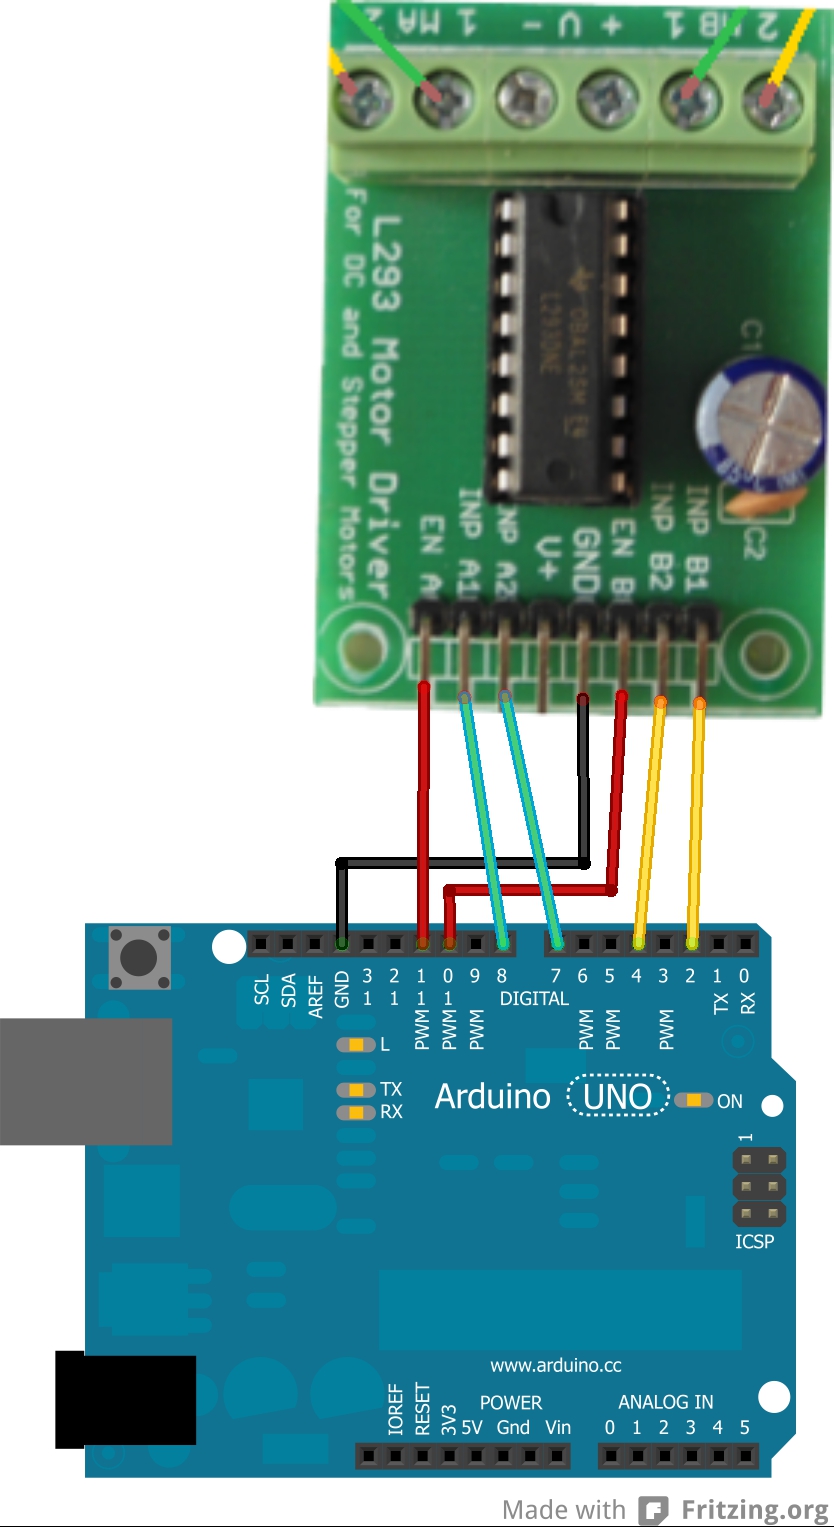 2 MA 1 - V + 1 MB 2
L293 Motor Driver
For DC and Stepper Motors
C1
C2
EN A
INP A1
INP A2
V+
GND
EN B
INP B2
INP B1
SCL
SDA
AREF
GND
13
12
PWM 11
PWM 10
PWM 9
8
7
PWM 6
PWM 5
4
PWM 3
2
TX 1
RX 0
DIGITAL
L
TX
RX
Arduino UNO
ON
1
ICSP
www.arduino.cc
POWER
ANALOG IN
IOREF
RESET
3V3
5V
Gnd
Vin
0 1 2 3 4 5
Made with Fritzing.org